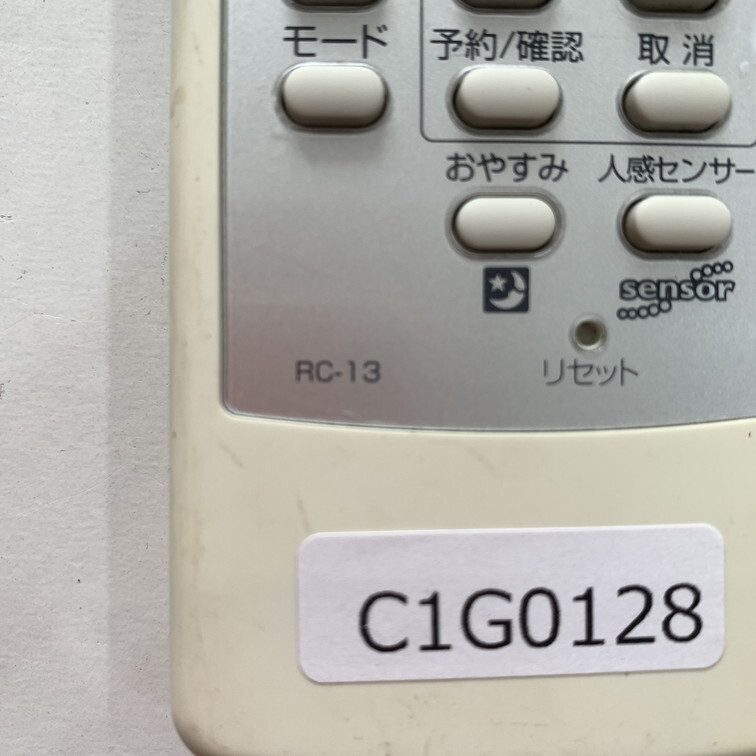 モード 予約/確認 取消
おやすみ 人感センサー
sensor
RC-13 リセット
C1G0128